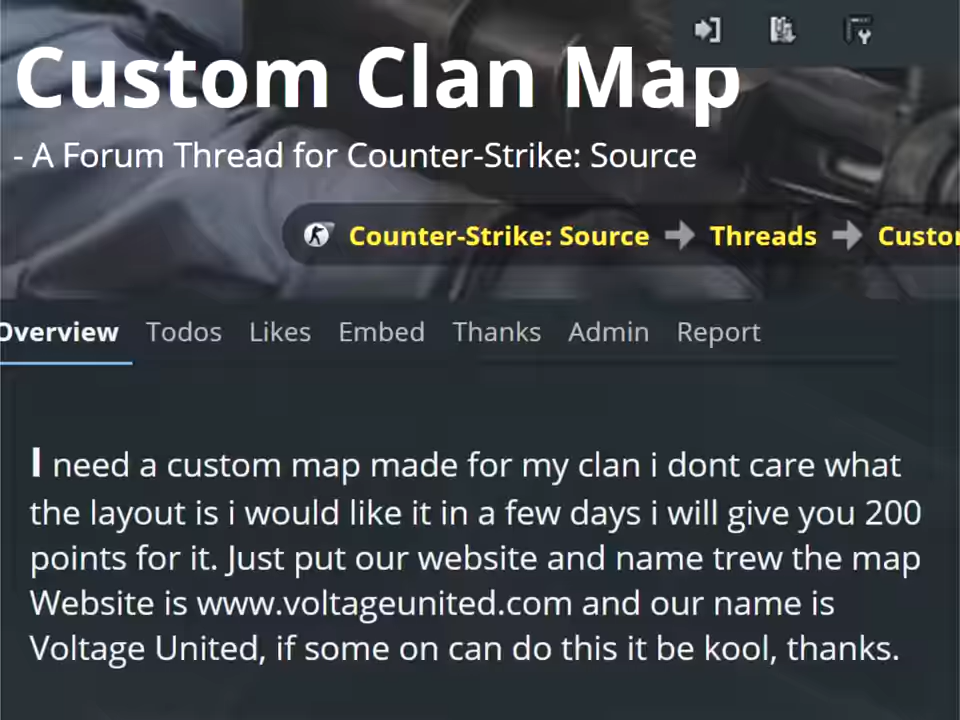 Custom Clan Map
- A Forum Thread for Counter-Strike: Source
Counter-Strike: Source Threads Custo
Overview Todos Likes Embed Thanks Admin Report
I need a custom map made for my clan i dont care what
the layout is i would like it in a few days i will give you 200
points for it. Just put our website and name trew the map
Website is www.voltageunited.com and our name is
Voltage United, if some on can do this it be kool, thanks.